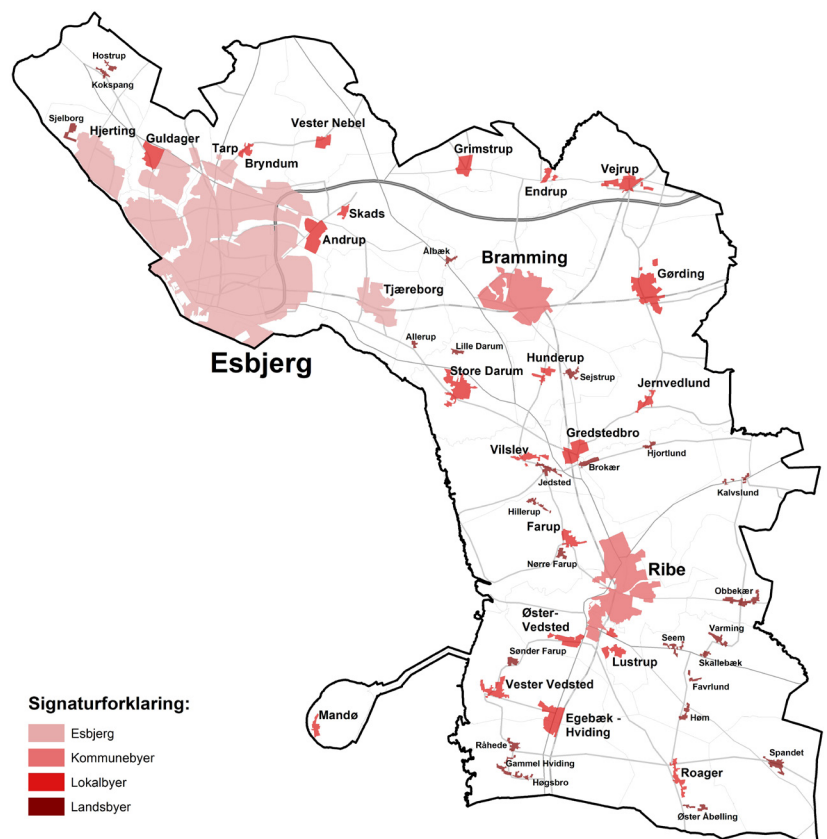 Hostrup
Kokspang
Sjelborg
Hjerting
Guldager
Tarp
Bryndum
Vester Nebel
Grimstrup
Endrup
Vejrup
Skads
Andrup
Ålbæk
Bramming
Gørding
Tjæreborg
Esbjerg
Allerup
Lille Darum
Store Darum
Hunderup
Sejstrup
Jernvedlund
Gredstedbro
Vilslev
Jedsted
Brokær
Hjortlund
Kalvslund
Hillerup
Farup
Nørre Farup
Ribe
Obbekær
Øster-
Vedsted
Sønder Farup
Lustrup
Seem
Varming
Skallebæk
Favrlund
Vester Vedsted
Mandø
Egebæk -
Hviding
Høm
Råhede
Gammel Hviding
Høgsbro
Roager
Spandet
Øster Åbølling
Signaturforklaring:
Esbjerg
Kommunebyer
Lokalbyer
Landsbyer